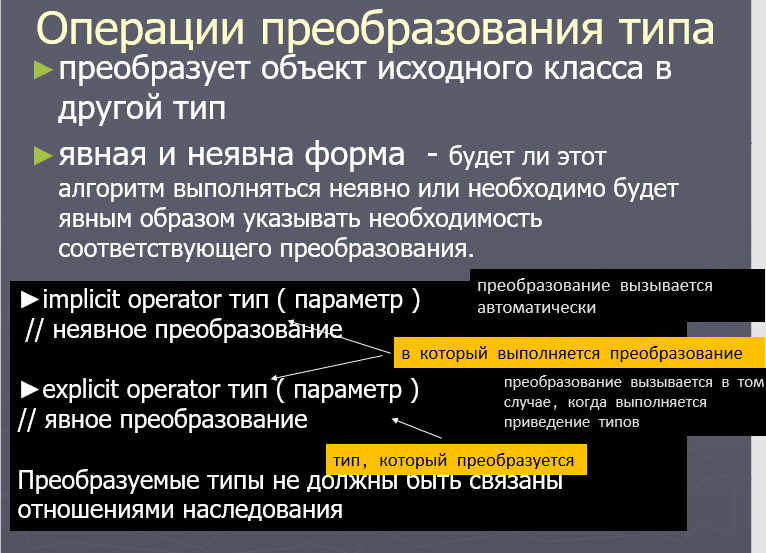 Операции преобразования типа
►преобразует объект исходного класса в
другой тип
►явная и неявна форма - будет ли этот
алгоритм выполняться неявно или необходимо будет
явным образом указывать необходимость
соответствующего преобразования.
►implicit operator тип ( параметр )
// неявное преобразование
преобразование вызывается
автоматически
в который выполняется преобразование
►explicit operator тип ( параметр )
// явное преобразование
преобразование вызывается в том
случае, когда выполняется
приведение типов
тип, который преобразуется
Преобразуемые типы не должны быть связаны
отношениями наследования